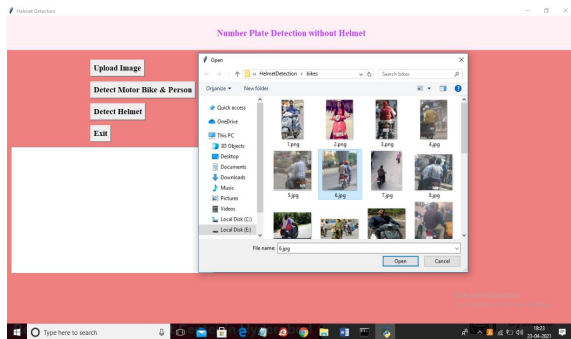 Helmet Detection
Number Plate Detection without Helmet
Upload Image
Detect Motor Bike & Person
Detect Helmet
Exit
Open
« HelmetDetection › bikes
Search bikes
Organize
New folder
Quick access
OneDrive
This PC
3D Objects
Desktop
Documents
Downloads
Music
Pictures
Videos
Local Disk (C:)
Local Disk (E:)
1.png
2.png
3.png
4.jpg
5.jpg
6.jpg
7.jpg
8.jpg
File name: 6.jpg
Open
Cancel
Type here to search
18:23
23-04-2021